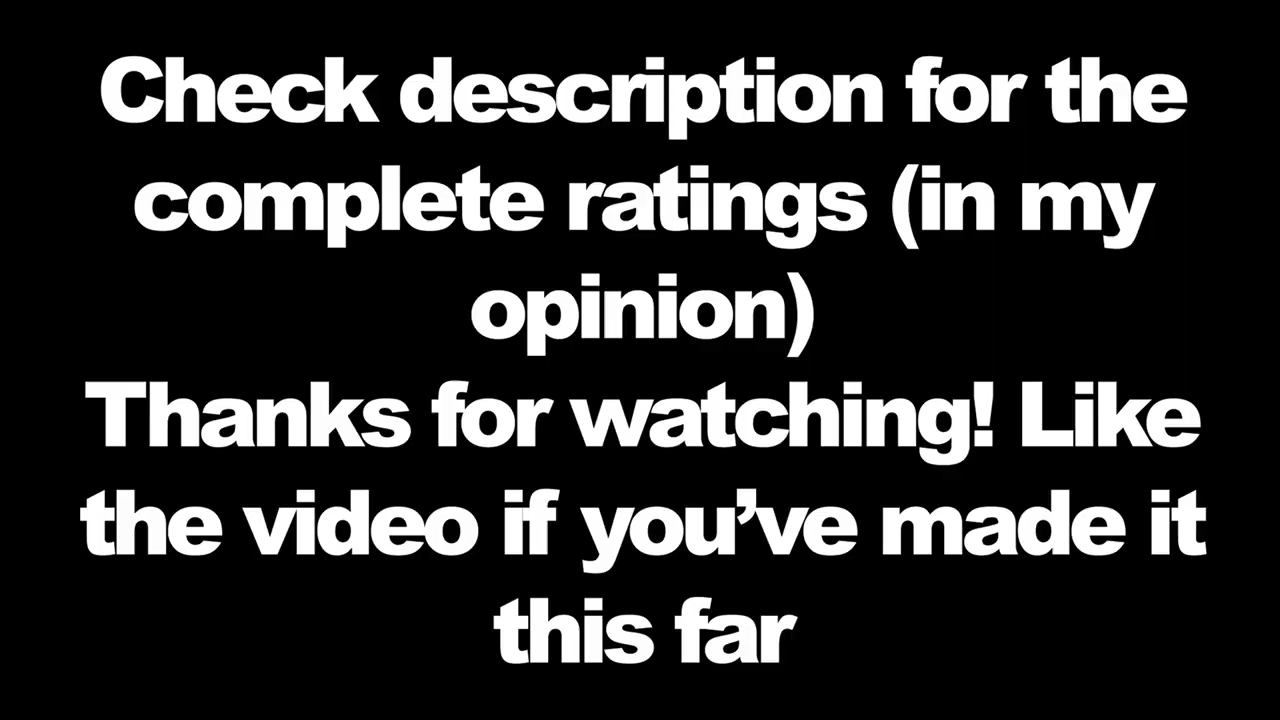 Check description for the
complete ratings (in my
opinion)
Thanks for watching! Like
the video if you’ve made it
this far